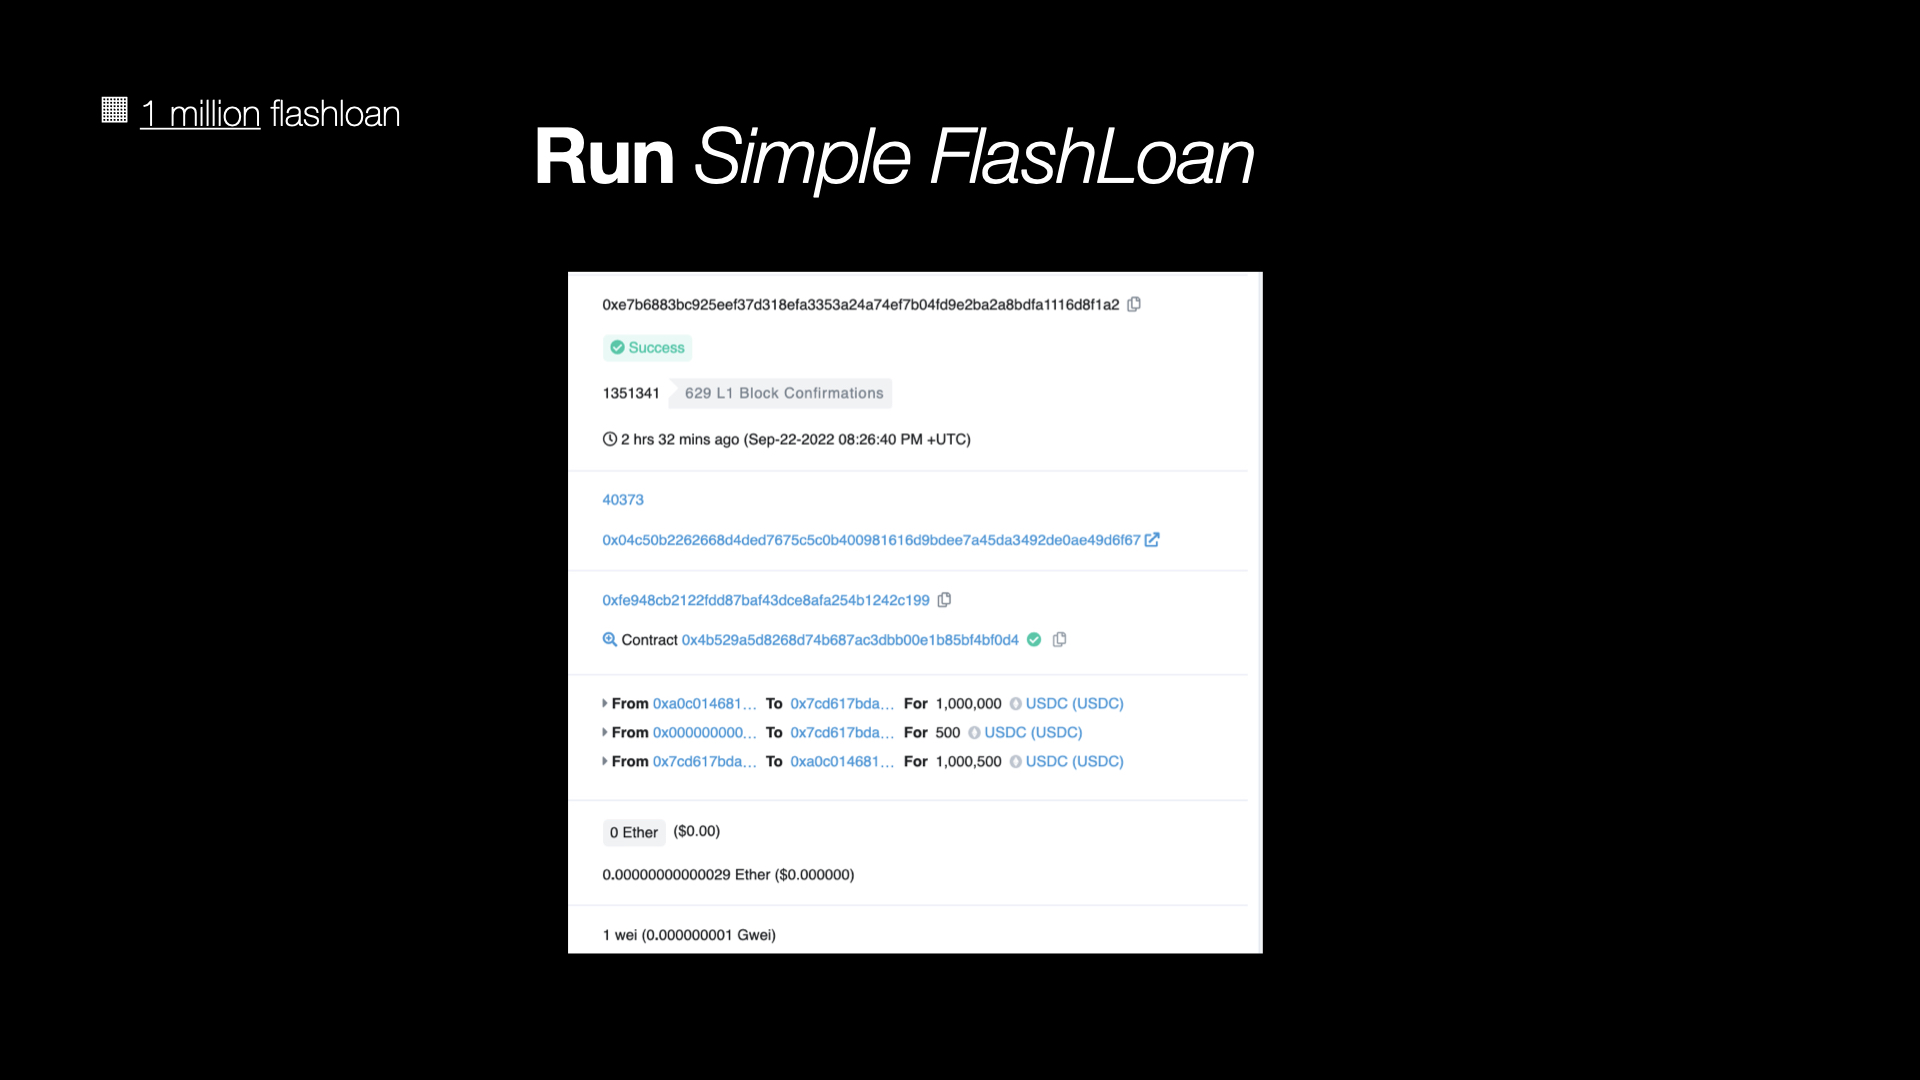 1 million flashloan
Run Simple FlashLoan
0xe7b6883bc925eef37d318efa3353a24a74ef7b04fd9e2ba2a8bdfa1116d8f1a2
Success
1351341 629 L1 Block Confirmations
2 hrs 32 mins ago (Sep-22-2022 08:26:40 PM +UTC)
40373
0x04c50b2262668d4ded7675c5c0b400981616d9bdee7a45da3492de0ae49d6f67
0xfe948cb2122fdd87baf43dce8afa254b1242c199
Contract 0x4b529a5d8268d74b687ac3dbb00e1b85bf4bf0d4
From 0xa0c014681... To 0x7cd617bda... For 1,000,000 USDC (USDC)
From 0x000000000... To 0x7cd617bda... For 500 USDC (USDC)
From 0x7cd617bda... To 0xa0c014681... For 1,000,500 USDC (USDC)
0 Ether ($0.00)
0.00000000000029 Ether ($0.000000)
1 wei (0.000000001 Gwei)